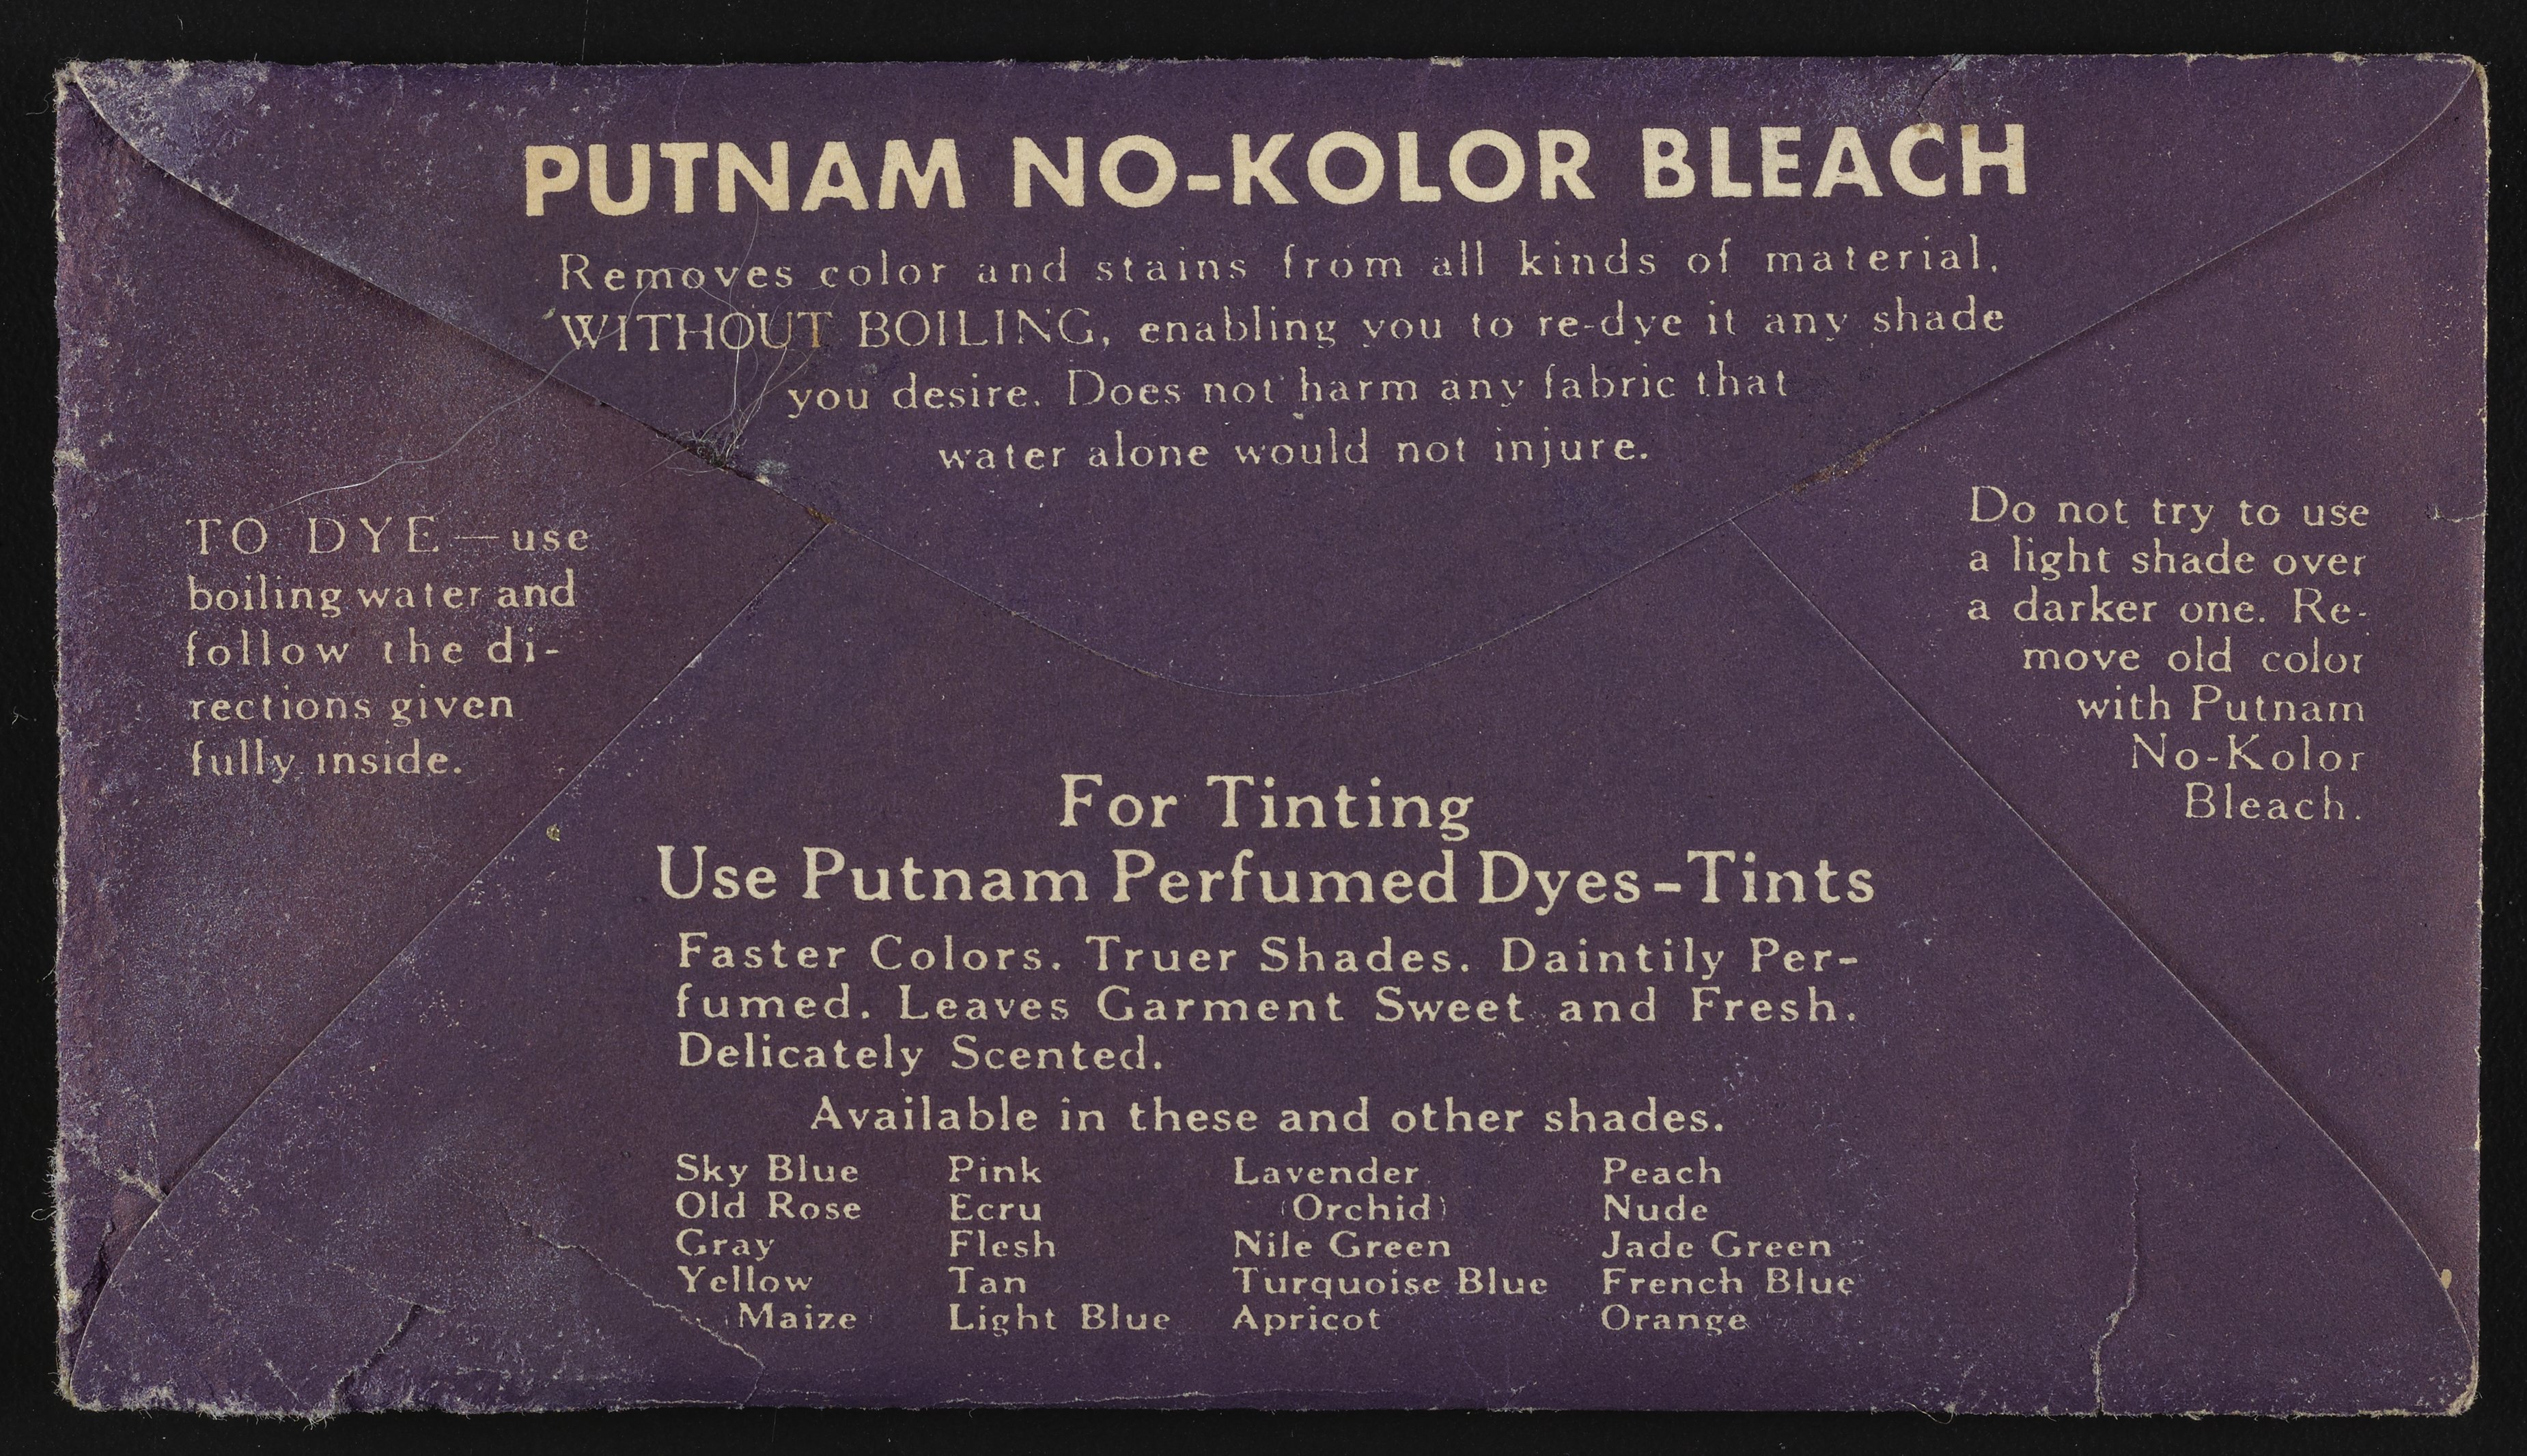 PUTNAM NO-KOLOR BLEACH
Removes color and stains from all kinds of material,
WITHOUT BOILING, enabling you to re-dye it any shade
you desire. Does not harm any fabric that
water alone would not injure.
TO DYE—use
boiling water and
follow the di-
rections given
fully inside.
Do not try to use
a light shade over
a darker one. Re-
move old color
with Putnam
No-Kolor
Bleach.
For Tinting
Use Putnam Perfumed Dyes-Tints
Faster Colors. Truer Shades. Daintily Per-
fumed. Leaves Garment Sweet and Fresh.
Delicately Scented.
Available in these and other shades.
Sky Blue
Old Rose
Gray
Yellow
(Maize)
Pink
Ecru
Flesh
Tan
Light Blue
Lavender
(Orchid)
Nile Green
Turquoise Blue
Apricot
Peach
Nude
Jade Green
French Blue
Orange